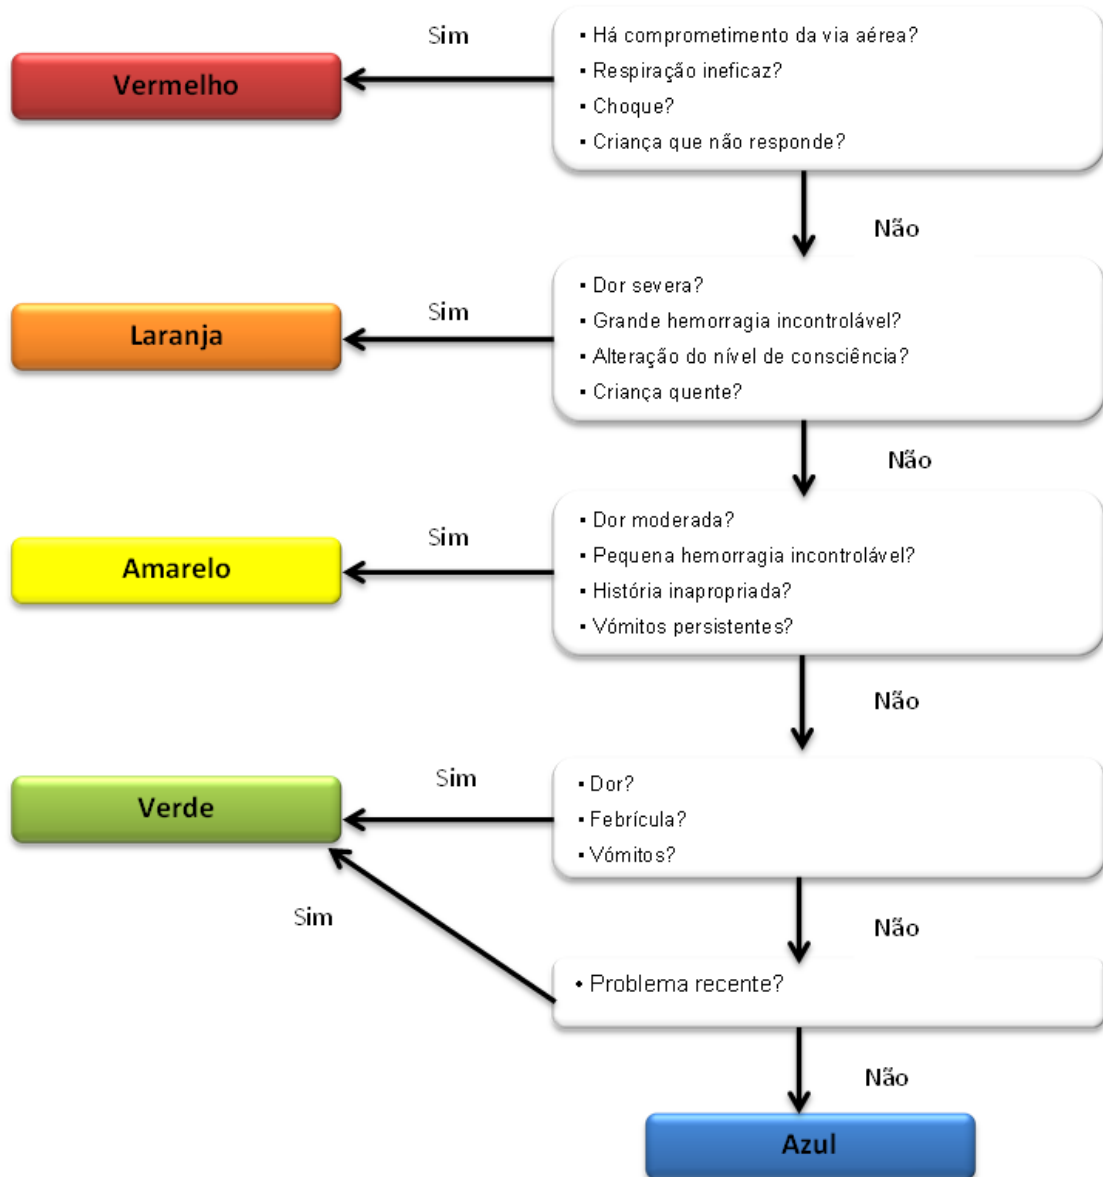 Sim
▪ Há comprometimento da via aérea?
▪ Respiração ineficaz?
▪ Choque?
▪ Criança que não responde?
Vermelho
Não
▪ Dor severa?
▪ Grande hemorragia incontrolável?
▪ Alteração do nível de consciência?
▪ Criança quente?
Sim
Laranja
Não
▪ Dor moderada?
▪ Pequena hemorragia incontrolável?
▪ História inapropriada?
▪ Vómitos persistentes?
Sim
Amarelo
Não
▪ Dor?
▪ Febrícula?
▪ Vómitos?
Sim
Verde
Sim
Não
• Problema recente?
Não
Azul